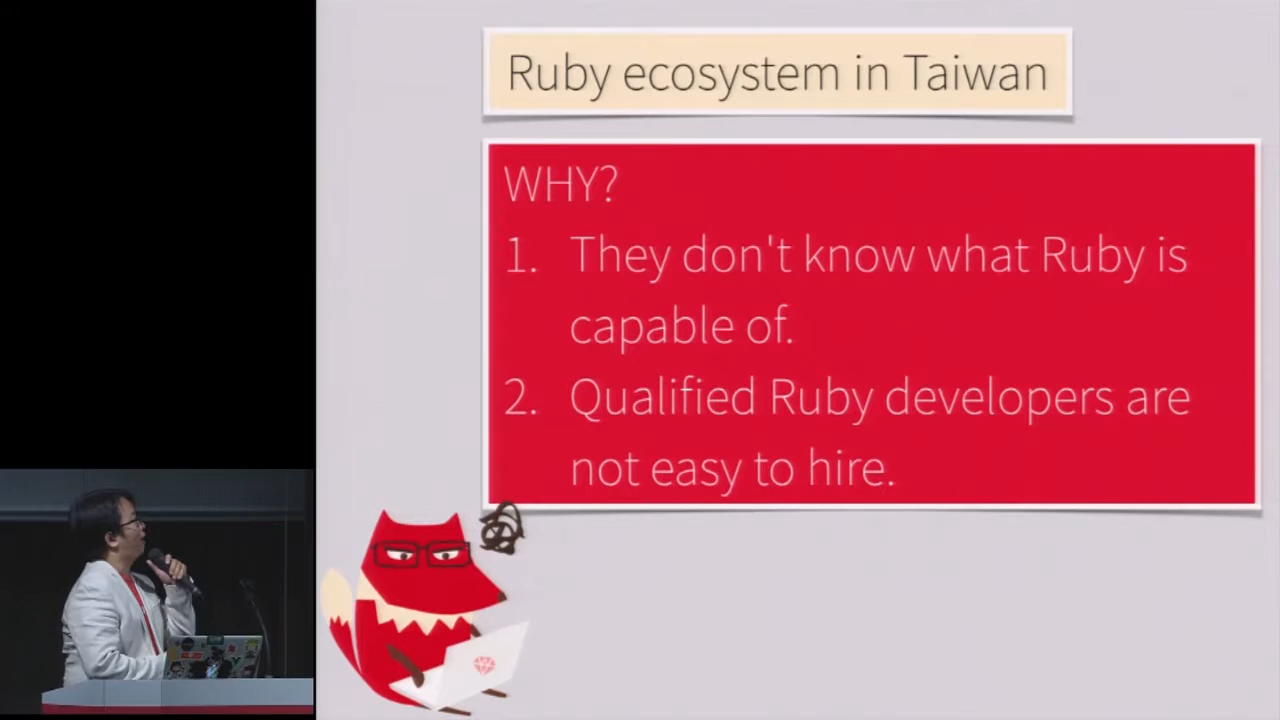 Ruby ecosystem in Taiwan
WHY?
1. They don't know what Ruby is
capable of.
2. Qualified Ruby developers are
not easy to hire.